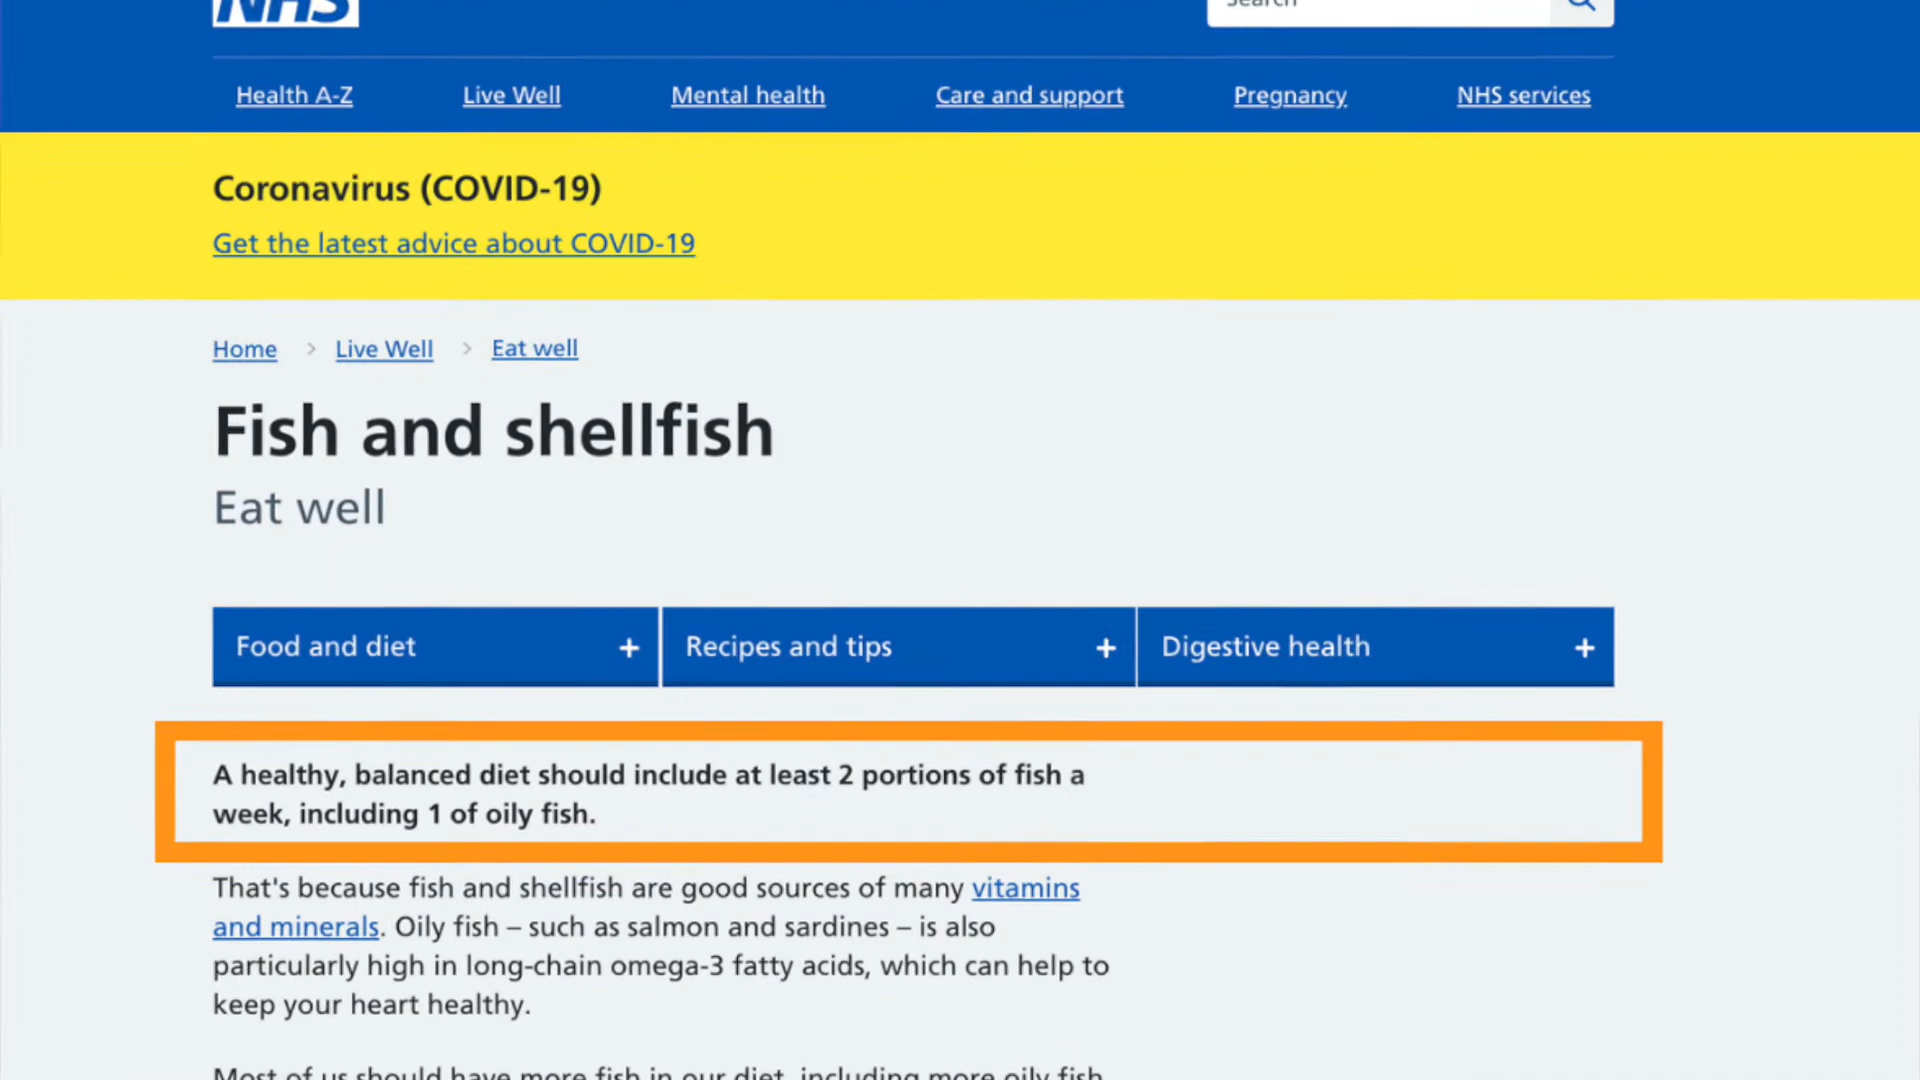 NHS
Search
Health A-Z
Live Well
Mental health
Care and support
Pregnancy
NHS services
Coronavirus (COVID-19)
Get the latest advice about COVID-19
Home > Live Well > Eat well
Fish and shellfish
Eat well
Food and diet +
Recipes and tips +
Digestive health +
A healthy, balanced diet should include at least 2 portions of fish a
week, including 1 of oily fish.
That's because fish and shellfish are good sources of many vitamins
and minerals. Oily fish – such as salmon and sardines – is also
particularly high in long-chain omega-3 fatty acids, which can help to
keep your heart healthy.
Most of us should have more fish in our diet, including more oily fish.